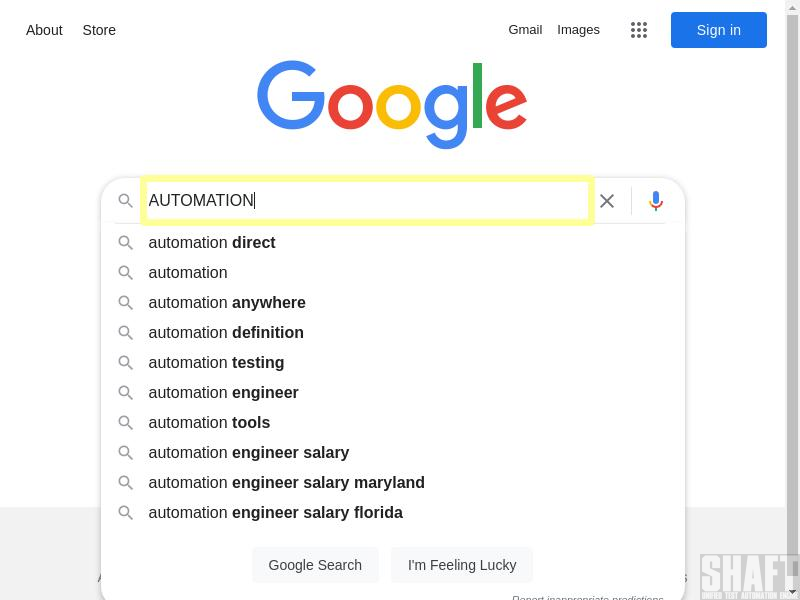 About Store Gmail Images Sign in
Google
AUTOMATION
automation direct
automation
automation anywhere
automation definition
automation testing
automation engineer
automation tools
automation engineer salary
automation engineer salary maryland
automation engineer salary florida
Google Search I'm Feeling Lucky
Report inappropriate predictions
SHAFT